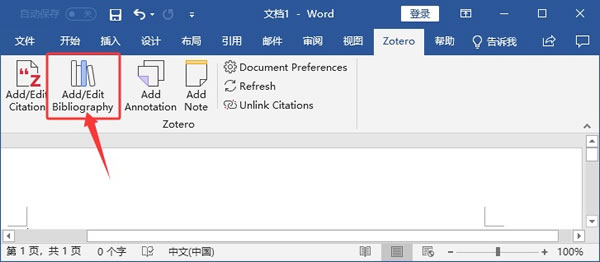 自动保存 关 文档1 - Word 登录
文件 开始 插入 设计 布局 引用 邮件 审阅 视图 Zotero 帮助 告诉我
Add/Edit Citation
Add/Edit Bibliography
Add Annotation
Add Note
Document Preferences
Refresh
Unlink Citations
Zotero
第 1 页，共 1 页 0 个字 中文(中国) 100%